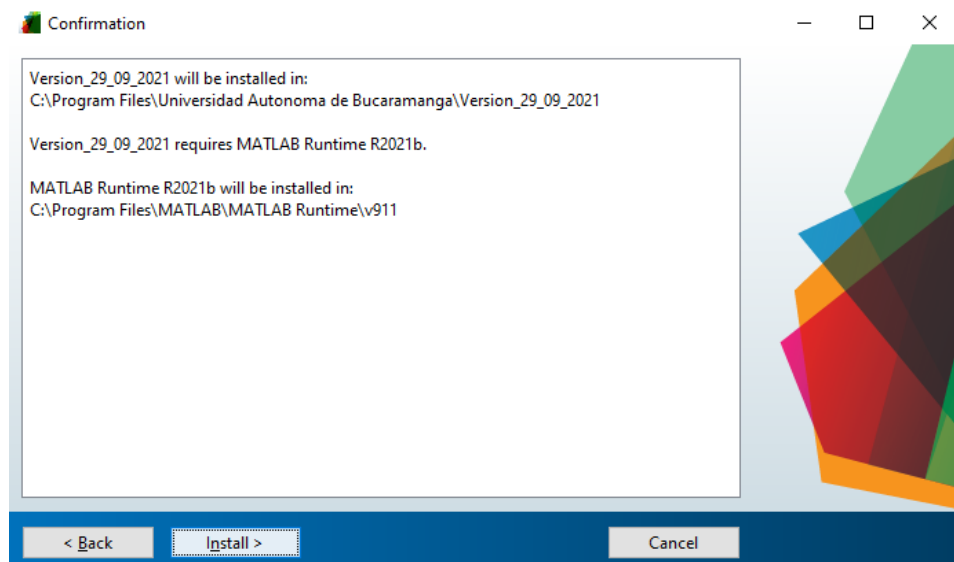 Confirmation
Version_29_09_2021 will be installed in:
C:\Program Files\Universidad Autonoma de Bucaramanga\Version_29_09_2021
Version_29_09_2021 requires MATLAB Runtime R2021b.
MATLAB Runtime R2021b will be installed in:
C:\Program Files\MATLAB\MATLAB Runtime\v911
< Back Install > Cancel